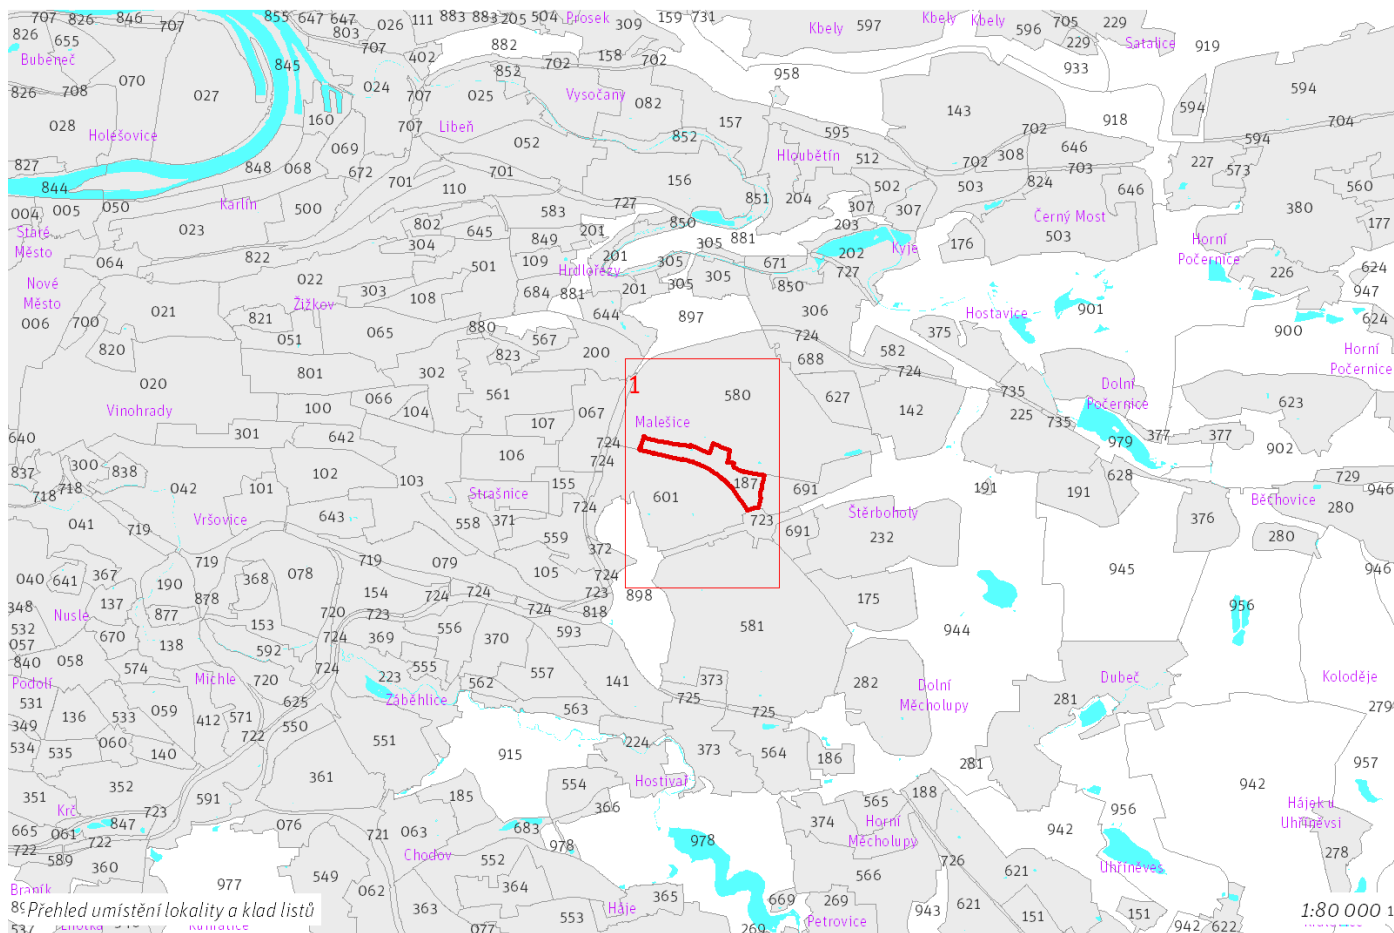 707 826 846 707 855 647 647 026 111 883 883 205 504 Prosek 309 159 731 Kbely 597 Kbely Kbely 705 229
826 655 803 882 596 229 Satalice 919
Bubeneč 845 707 402 158 702 702 933
070 852 958
826 708 027 024 707 025 Vysočany 082 143 594 594
028 160 157 918 704
Holešovice 707 Libeň 852 595 702 594
069 052 Hloubětín 646
827 848 068 672 512 702 308 703 227 573
844 701 701 156 824
110 727 851 204 502 503 646 560
004 005 050 Karlín 500 583 307 307 380
023 802 850 203 Černý Most 177
Staré
Město 645 849 201 305 881 202 Kyje 176 503 Horní
Počernice
064 822 304 109 201 305 671
Nové
Město 022 501 Hrdlořezy 305 305 727 226 624
303 108 684 881 201 850 947
006 700 021 Žižkov 644 897 306 Hostavice 901 624
821 065 880 567 724 375 900
820 051 823 200 688 582 Horní
Počernice
020 801 302 724
066 561 1 580 627 735 Dolní
Počernice
Vinohrady 100 104 067 142 225 623
301 107 Malešice 735 377 377
640 642 724 979 902
837 300 838 102 106 724 628 729
718 718 042 101 103 155 187 691 191 191 946
041 643 Strašnice 601 Běchovice
719 Vršovice 558 371 724 723 691 Štěrboholy 376 280
559 232 280
719 719 079 372
040 641 367 190 368 078 105 724 945 946
348 137 878 154 724 724 723 898 175 956
Nusle 877 153 720 723 724 818
532 670 138 369 556 370 593 581 944
057 592 724
840 058 574 555 557
Podolí Michle 720 724 223 562 141 373 282 Dolní
Měcholupy Dubeč Koloděje
531 136 533 059 412 571 625 Záběhlice 563 725 725 281 279
349 550
534 535 060 140 722 551 915 224 373 564 186
352 361 Hostivař 281 942 957
351 591 185 554 366 565 188 956
Krč 723 374 Horní
Měcholupy Hájek u
Uhříněvsi
665 061 847 076 721 063 683 978 978 942
722 722 Chodov 726 278
589 360 552 621 Uhříněves
977 549 062 364 566
Braník 365 669 269 621
Přehled umístění lokality a klad listů 363 553 Háje 269 Petrovice 943 151 151 942 622 1:80 000
077